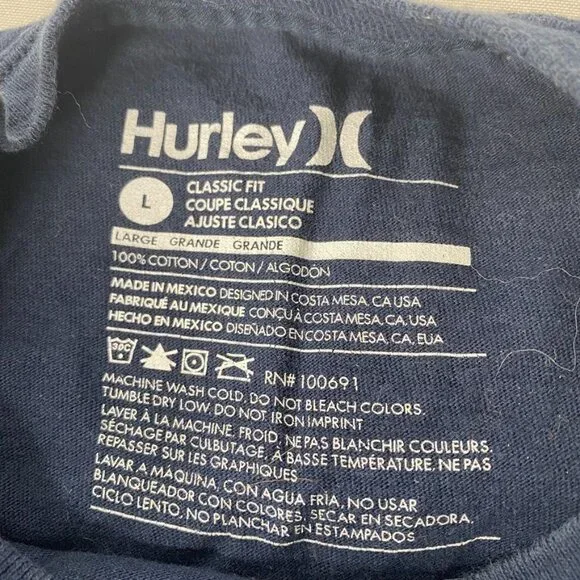 Hurley
L
CLASSIC FIT
COUPE CLASSIQUE
AJUSTE CLASICO
LARGE GRANDE GRANDE
100% COTTON / COTON / ALGODÓN
MADE IN MEXICO DESIGNED IN COSTA MESA, CA USA
FABRIQUÉ AU MEXIQUE CONÇU À COSTA MESA, CA USA
HECHO EN MEXICO DISEÑADO EN COSTA MESA, CA, EUA
30C
RN# 100691
MACHINE WASH COLD. DO NOT BLEACH COLORS.
TUMBLE DRY LOW. DO NOT IRON IMPRINT
LAVER À LA MACHINE, FROID, NE PAS BLANCHIR COULEURS.
SÉCHAGE PAR CULBUTAGE, À BASSE TEMPÉRATURE, NE PAS
REPASSER SUR LES GRAPHIQUES
LAVAR A MÁQUINA, CON AGUA FRIA, NO USAR
BLANQUEADOR CON COLORES, SECAR EN SECADORA,
CICLO LENTO, NO PLANCHAR EN ESTAMPADOS